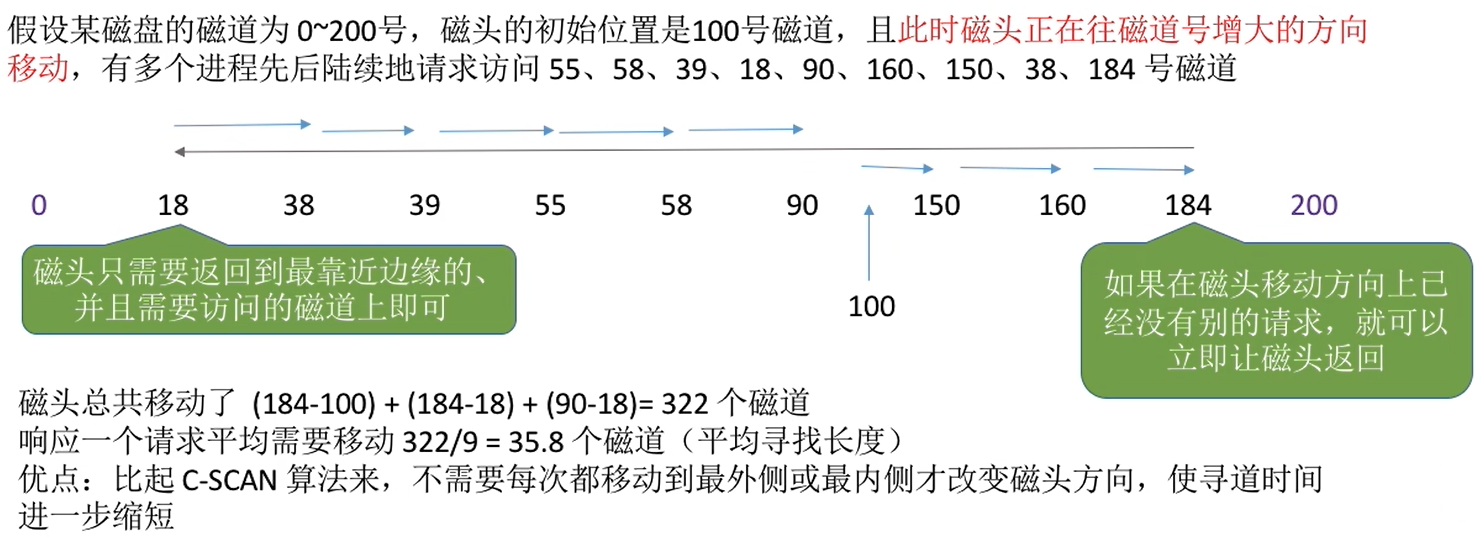 假设某磁盘的磁道为 0~200号，磁头的初始位置是100号磁道，且此时磁头正在往磁道号增大的方向
移动，有多个进程先后陆续地请求访问 55、58、39、18、90、160、150、38、184 号磁道
0 18 38 39 55 58 90 150 160 184 200
磁头只需要返回到最靠近边缘的、
并且需要访问的磁道上即可
100
如果在磁头移动方向上已
经没有别的请求，就可以
立即让磁头返回
磁头总共移动了 (184-100) + (184-18) + (90-18)= 322 个磁道
响应一个请求平均需要移动 322/9 = 35.8 个磁道（平均寻找长度）
优点：比起 C-SCAN 算法来，不需要每次都移动到最外侧或最内侧才改变磁头方向，使寻道时间
进一步缩短